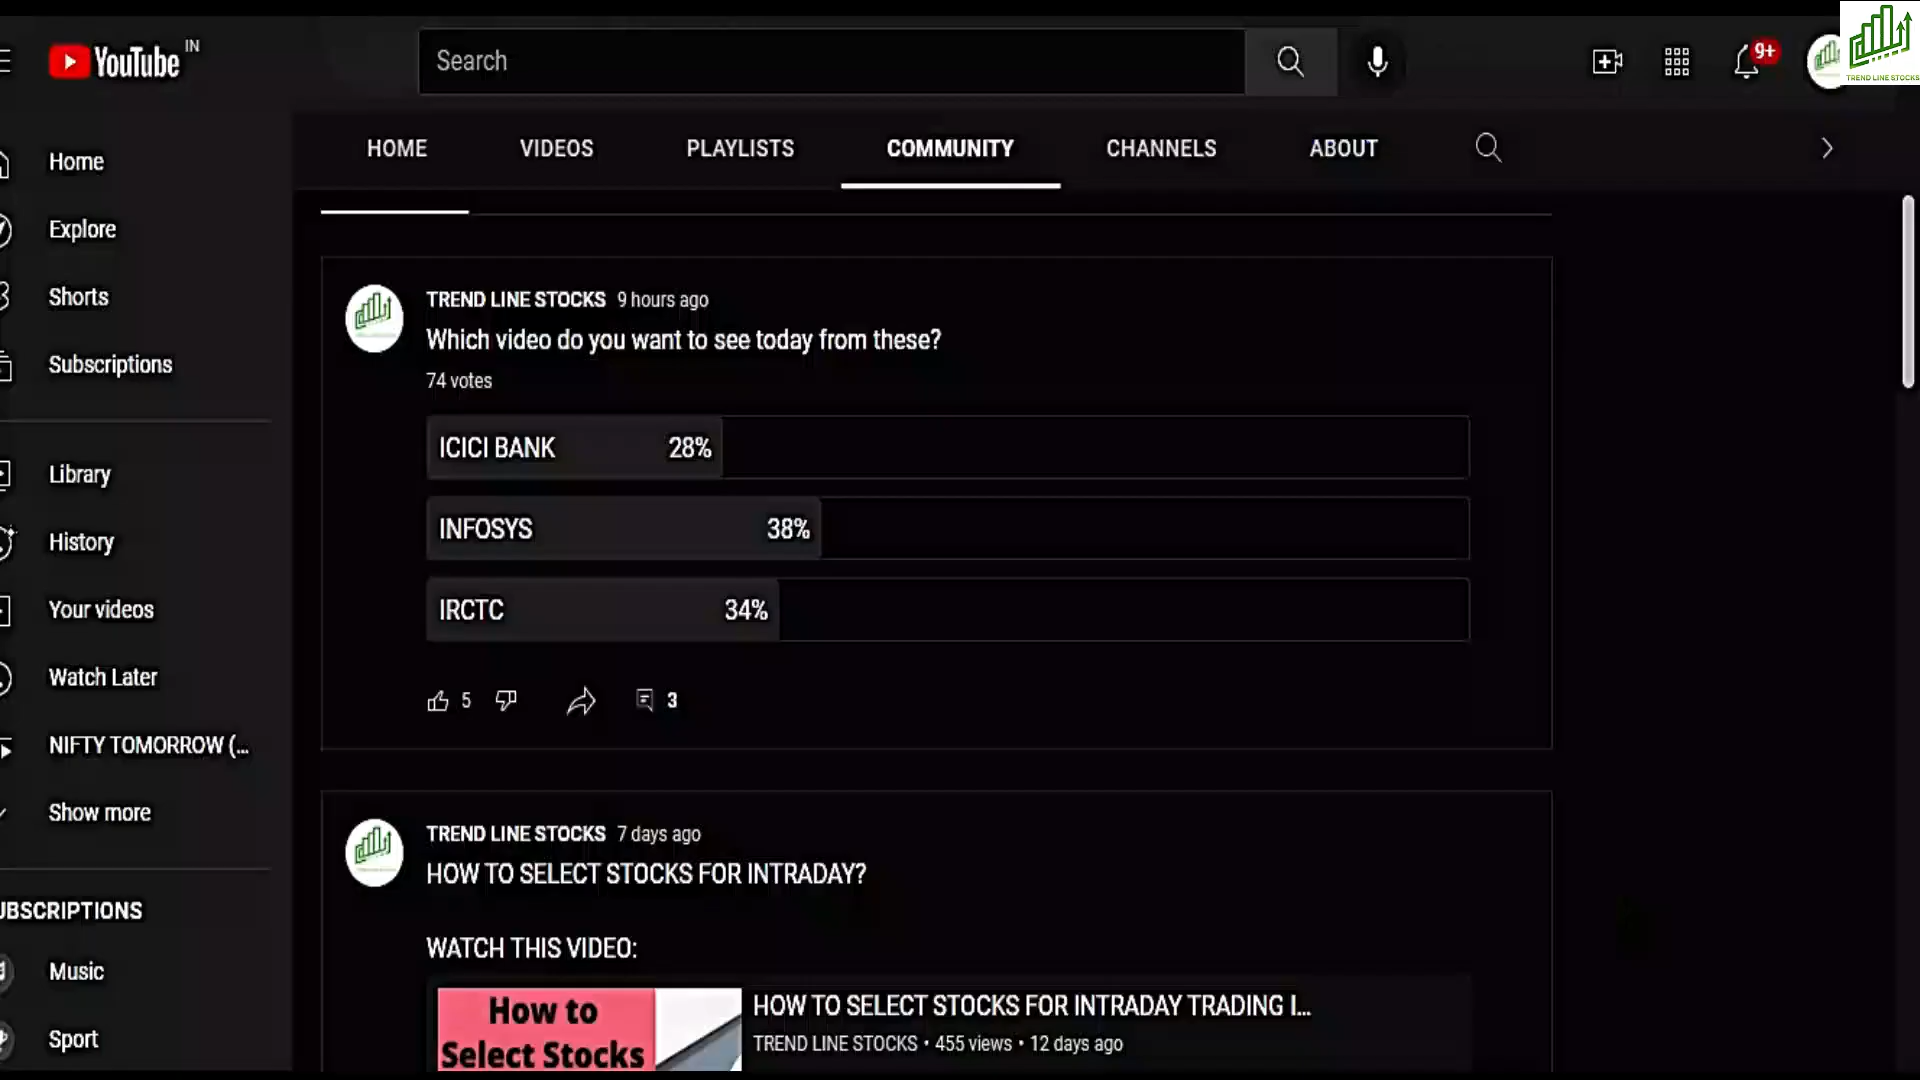 YouTube IN
Search
9+
TREND LINE STOCKS
HOME VIDEOS PLAYLISTS COMMUNITY CHANNELS ABOUT
Home
Explore
Shorts
Subscriptions
Library
History
Your videos
Watch Later
NIFTY TOMORROW (...
Show more
UBSCRIPTIONS
Music
Sport
TREND LINE STOCKS 9 hours ago
Which video do you want to see today from these?
74 votes
ICICI BANK 28%
INFOSYS 38%
IRCTC 34%
5 3
TREND LINE STOCKS 7 days ago
HOW TO SELECT STOCKS FOR INTRADAY?
WATCH THIS VIDEO:
How to
Select Stocks
HOW TO SELECT STOCKS FOR INTRADAY TRADING I...
TREND LINE STOCKS • 455 views • 12 days ago